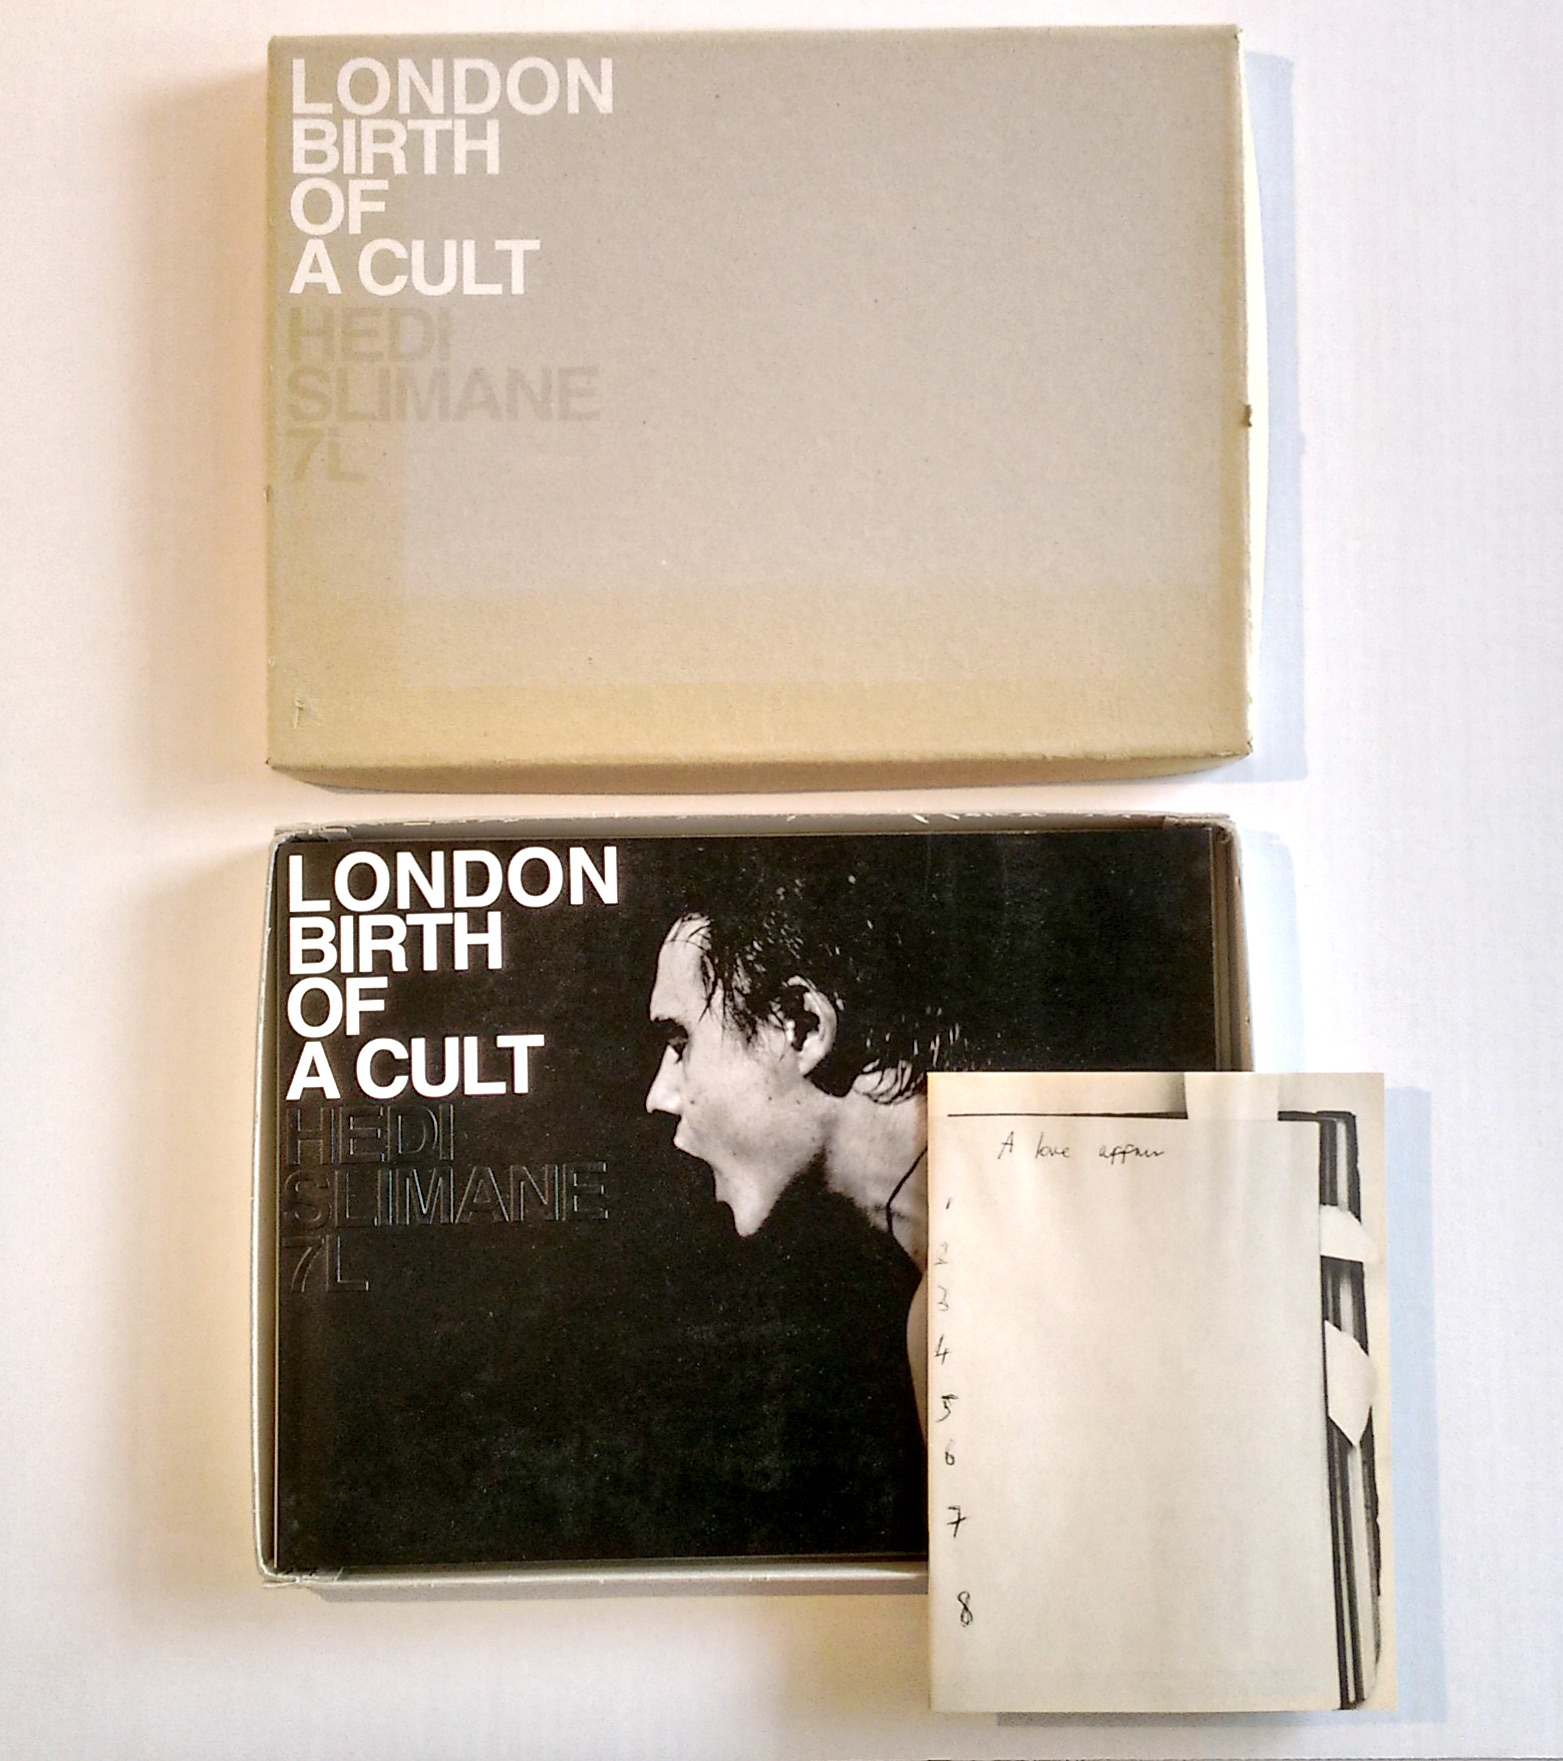 LONDON
BIRTH
OF
A CULT
HEDI
SLIMANE
7L
LONDON
BIRTH
OF
A CULT
HEDI
SLIMANE
7L
A love affair
1
2
3
4
5
6
7
8